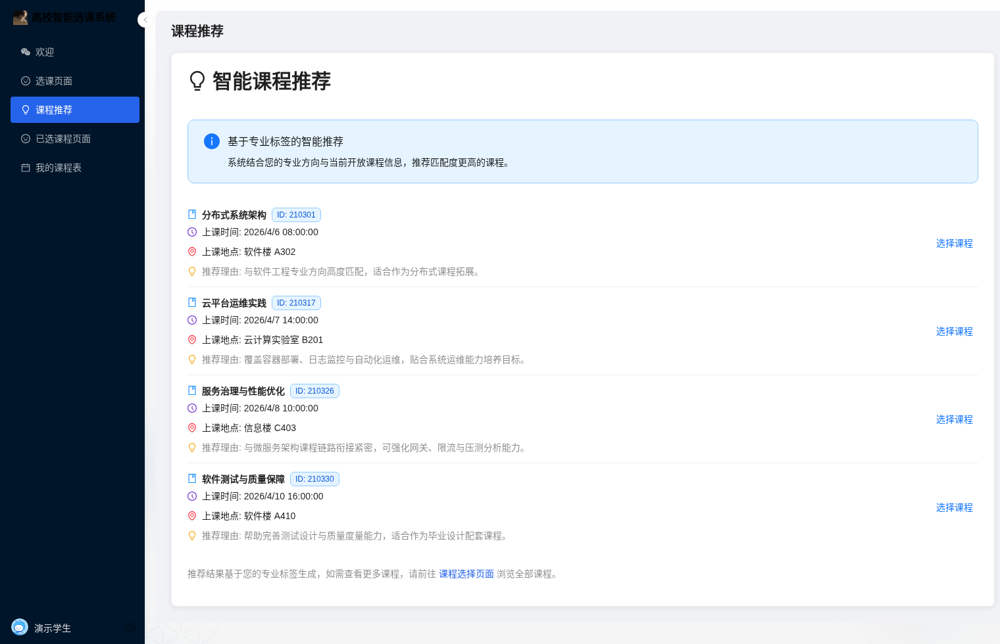 高校智能选课系统
欢迎
选课页面
课程推荐
已选课程页面
我的课程表
演示学生
课程推荐
智能课程推荐
基于专业标签的智能推荐
系统结合您的专业方向与当前开放课程信息，推荐匹配度更高的课程。
分布式系统架构 ID: 210301
上课时间: 2026/4/6 08:00:00
选择课程
上课地点: 软件楼 A302
推荐理由: 与软件工程专业方向高度匹配，适合作为分布式课程拓展。
云平台运维实践 ID: 210317
上课时间: 2026/4/7 14:00:00
选择课程
上课地点: 云计算实验室 B201
推荐理由: 覆盖容器部署、日志监控与自动化运维，贴合系统运维能力培养目标。
服务治理与性能优化 ID: 210326
上课时间: 2026/4/8 10:00:00
选择课程
上课地点: 信息楼 C403
推荐理由: 与微服务架构课程链路衔接紧密，可强化网关、限流与压测分析能力。
软件测试与质量保障 ID: 210330
上课时间: 2026/4/10 16:00:00
选择课程
上课地点: 软件楼 A410
推荐理由: 帮助完善测试设计与质量度量能力，适合作为毕业设计配套课程。
推荐结果基于您的专业标签生成，如需查看更多课程，请前往 课程选择页面 浏览全部课程。